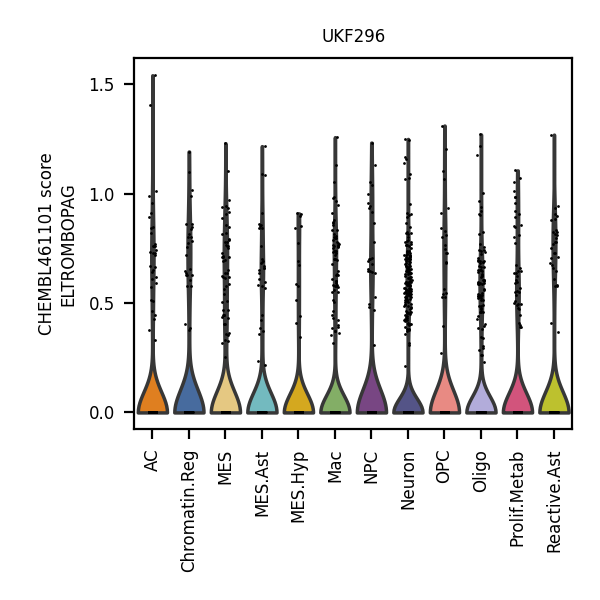 UKF296
CHEMBL461101 score
ELTROMBOPAG
1.5
1.0
0.5
0.0
AC
Chromatin.Reg
MES
MES.Ast
MES.Hyp
Mac
NPC
Neuron
OPC
Oligo
Prolif.Metab
Reactive.Ast